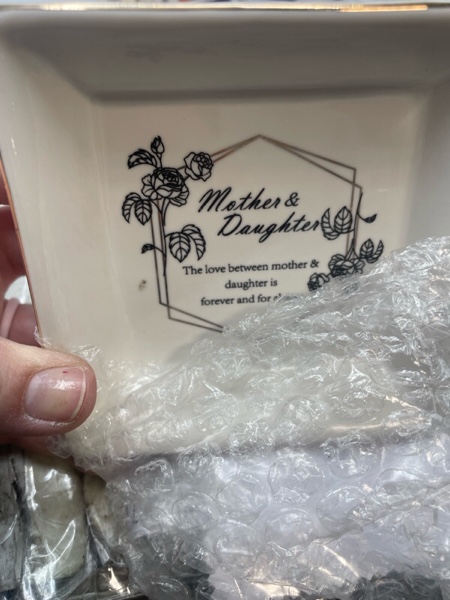 Mother &
Daughter
The love between mother &
daughter is
forever and for